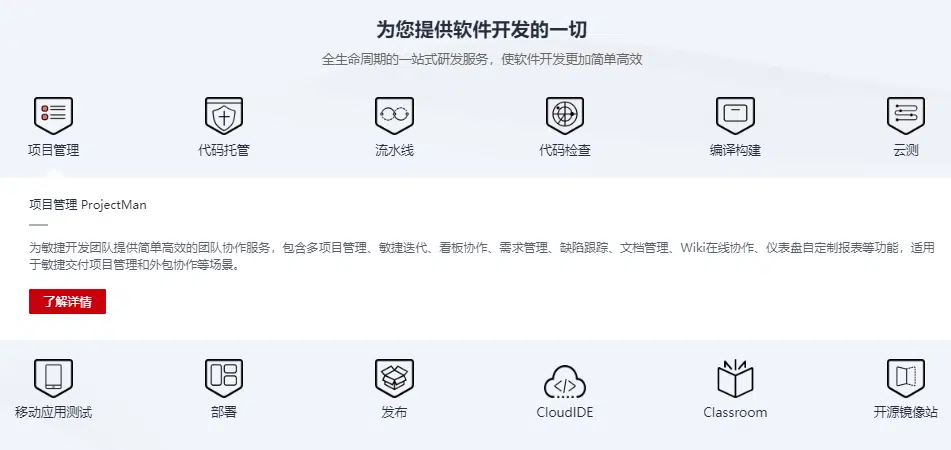 为您提供软件开发的一切
全生命周期的一站式研发服务，使软件开发更加简单高效
项目管理 代码托管 流水线 代码检查 编译构建 云测
项目管理 ProjectMan
为敏捷开发团队提供简单高效的团队协作服务，包含多项目管理、敏捷迭代、看板协作、需求管理、缺陷跟踪、文档管理、Wiki在线协作、仪表盘自定制报表等功能，适用
于敏捷交付项目管理和外包协作等场景。
了解详情
移动应用测试 部署 发布 CloudIDE Classroom 开源镜像站